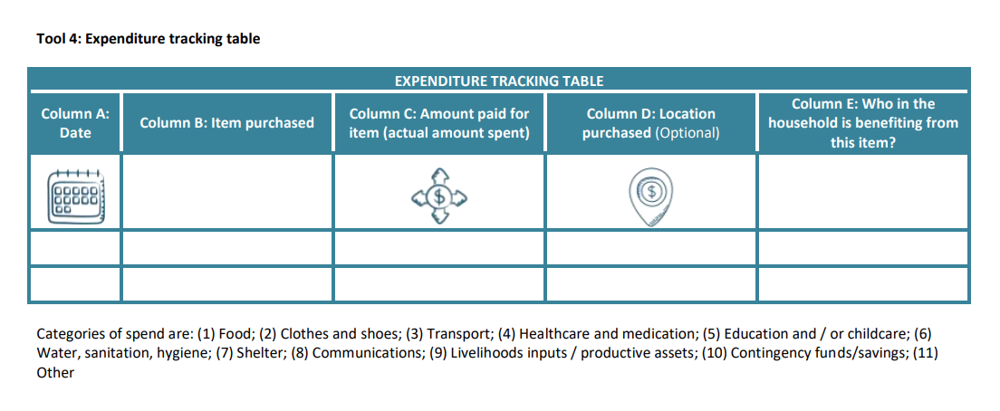 Tool 4: Expenditure tracking table
EXPENDITURE TRACKING TABLE
Column A:
Date
Column B: Item purchased
Column C: Amount paid for
item (actual amount spent)
Column D: Location
purchased (Optional)
Column E: Who in the
household is benefiting from
this item?
$
$
Categories of spend are: (1) Food; (2) Clothes and shoes; (3) Transport; (4) Healthcare and medication; (5) Education and / or childcare; (6)
Water, sanitation, hygiene; (7) Shelter; (8) Communications; (9) Livelihoods inputs / productive assets; (10) Contingency funds/savings; (11)
Other